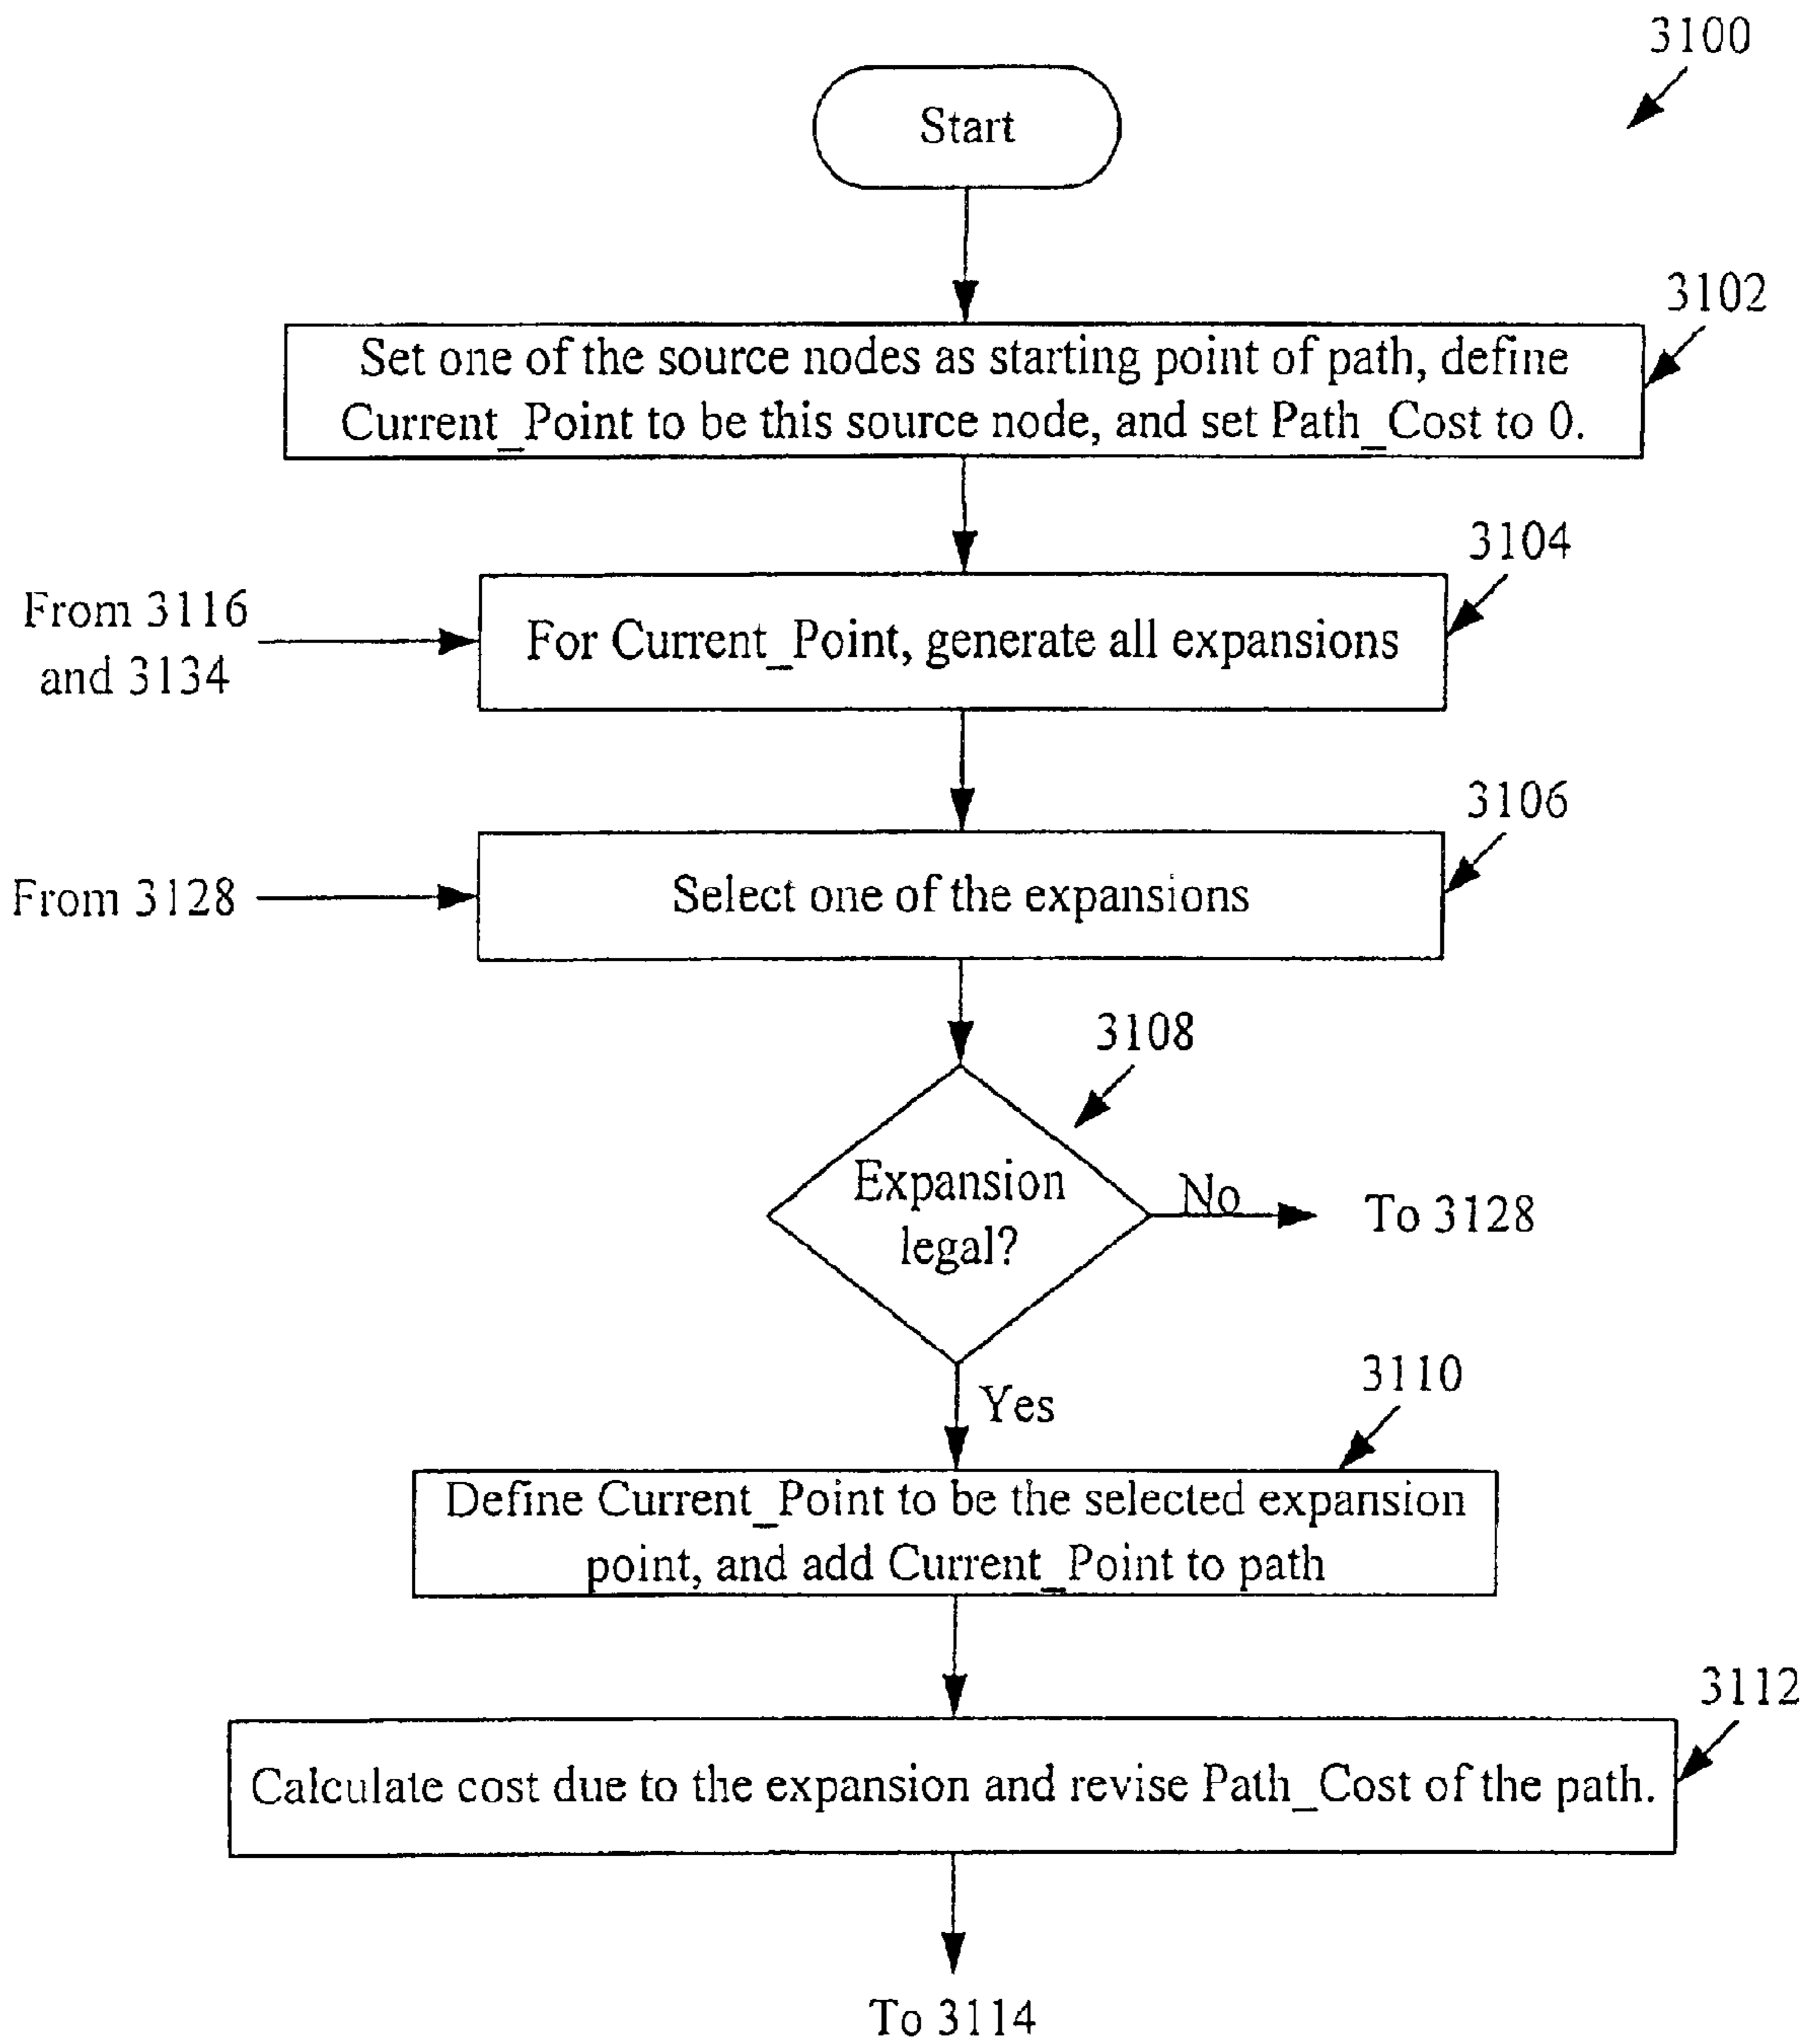 3100
Start
3102
Set one of the source nodes as starting point of path, define
Current_Point to be this source node, and set Path_Cost to 0.
3104
From 3116
and 3134
For Current_Point, generate all expansions
3106
From 3128
Select one of the expansions
3108
Expansion
legal?
No
To 3128
Yes
3110
Define Current_Point to be the selected expansion
point, and add Current_Point to path
3112
Calculate cost due to the expansion and revise Path_Cost of the path.
To 3114